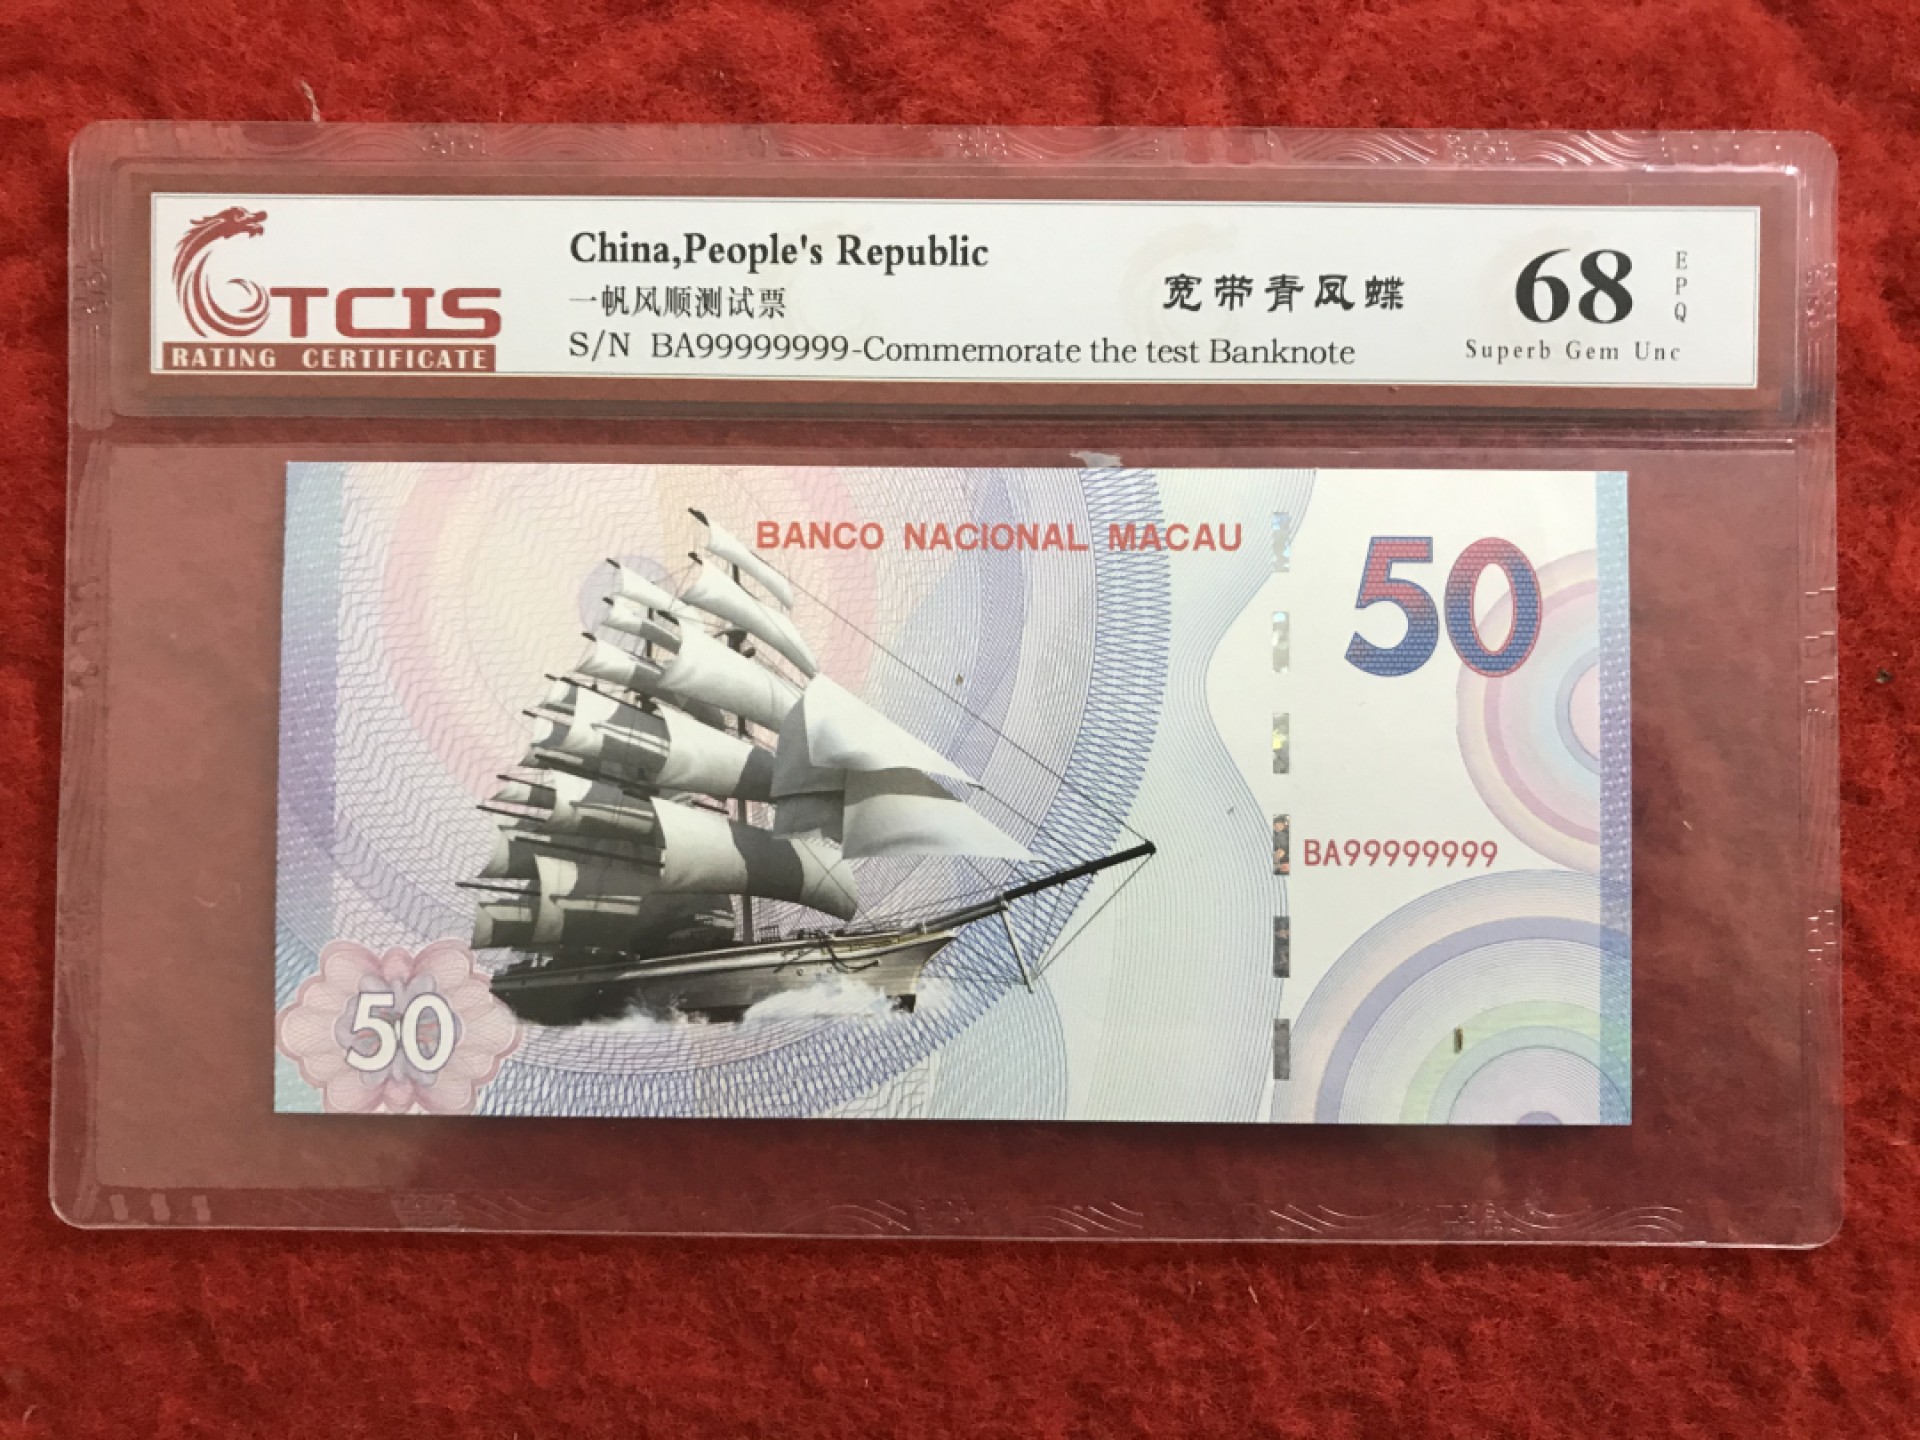 TCIS
RATING CERTIFICATE
China,People's Republic
一帆风顺测试票
S/N BA99999999-Commemorate the test Banknote
宽带青凤蝶
68
EPQ
Superb Gem Unc
BANCO NACIONAL MACAU
50
BA99999999
50